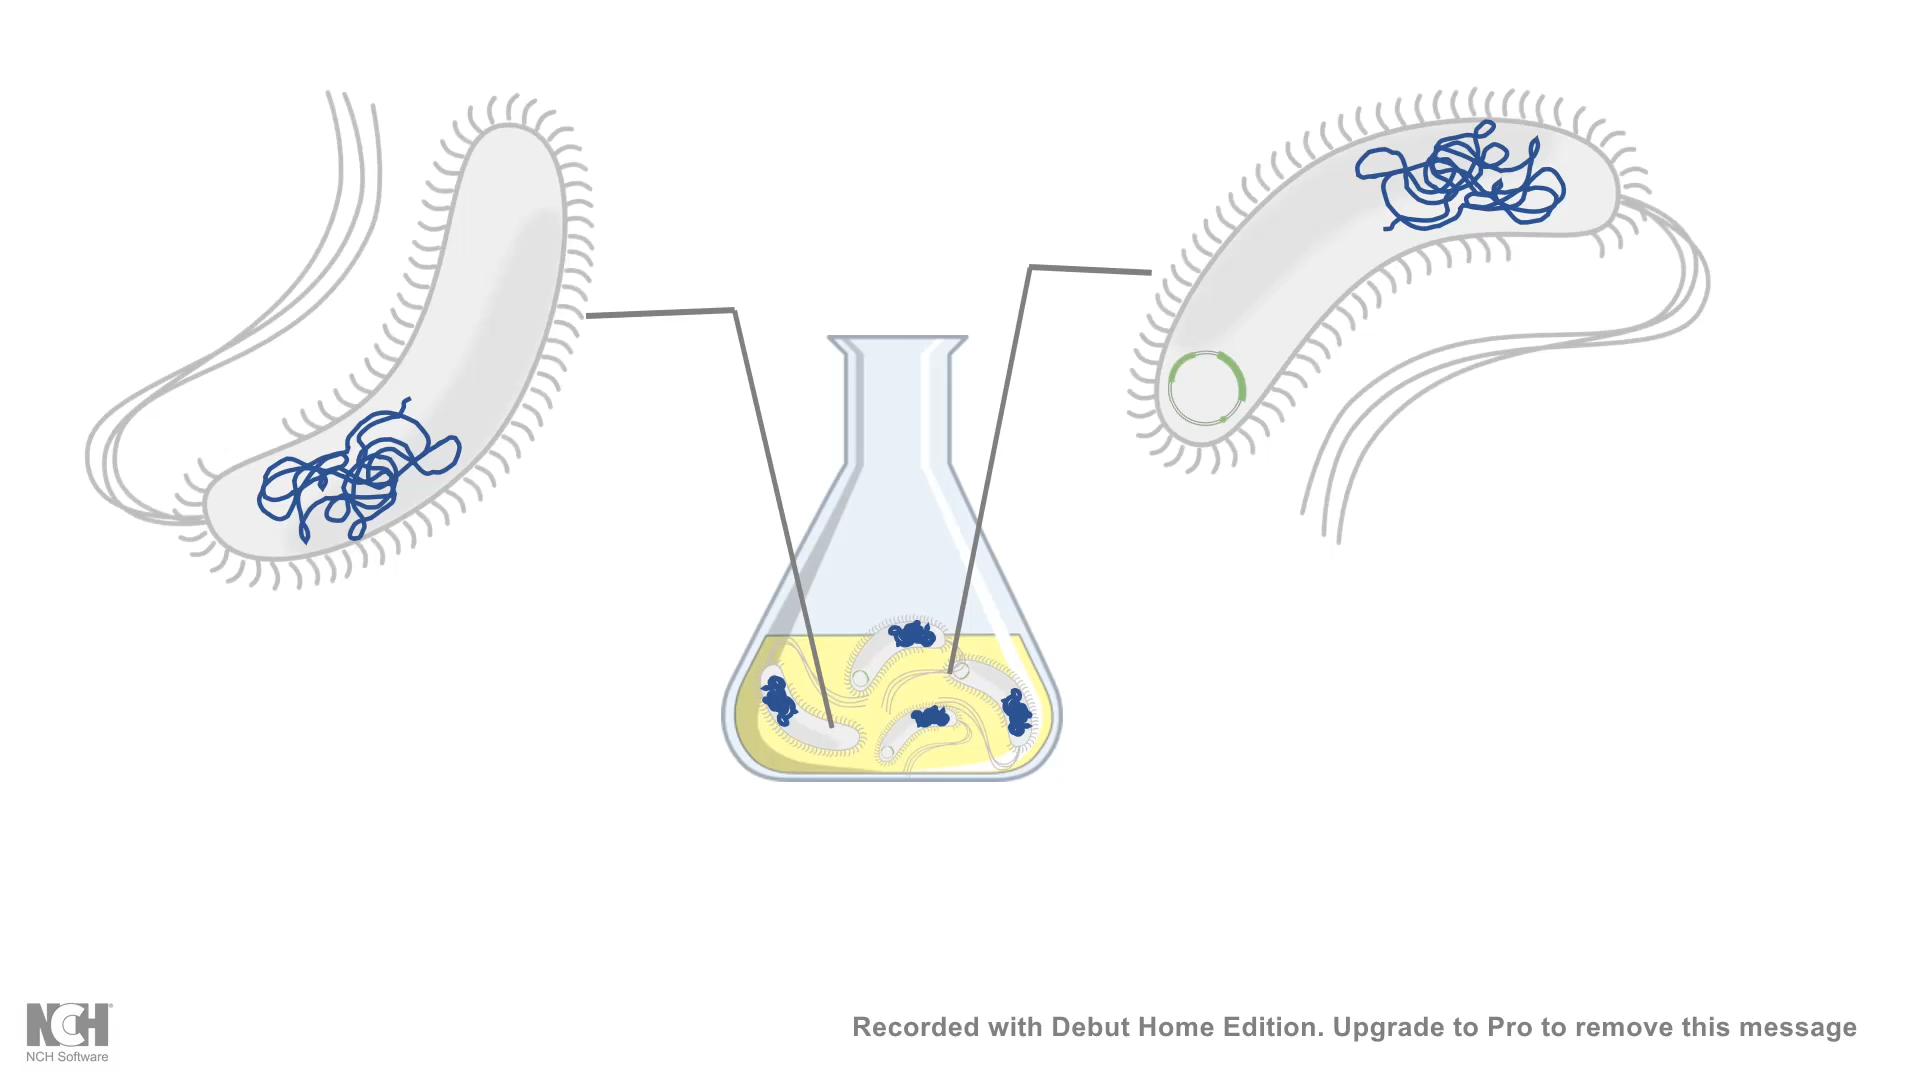 NCH
NCH Software
Recorded with Debut Home Edition. Upgrade to Pro to remove this message